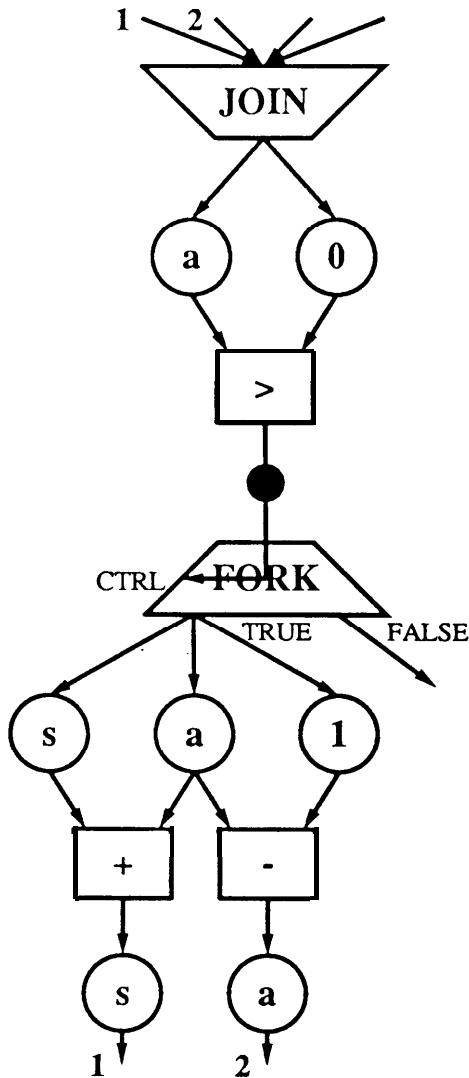 1 2
JOIN
a 0
>
CTRL FORK
TRUE FALSE
s a 1
+ -
s a
1 2